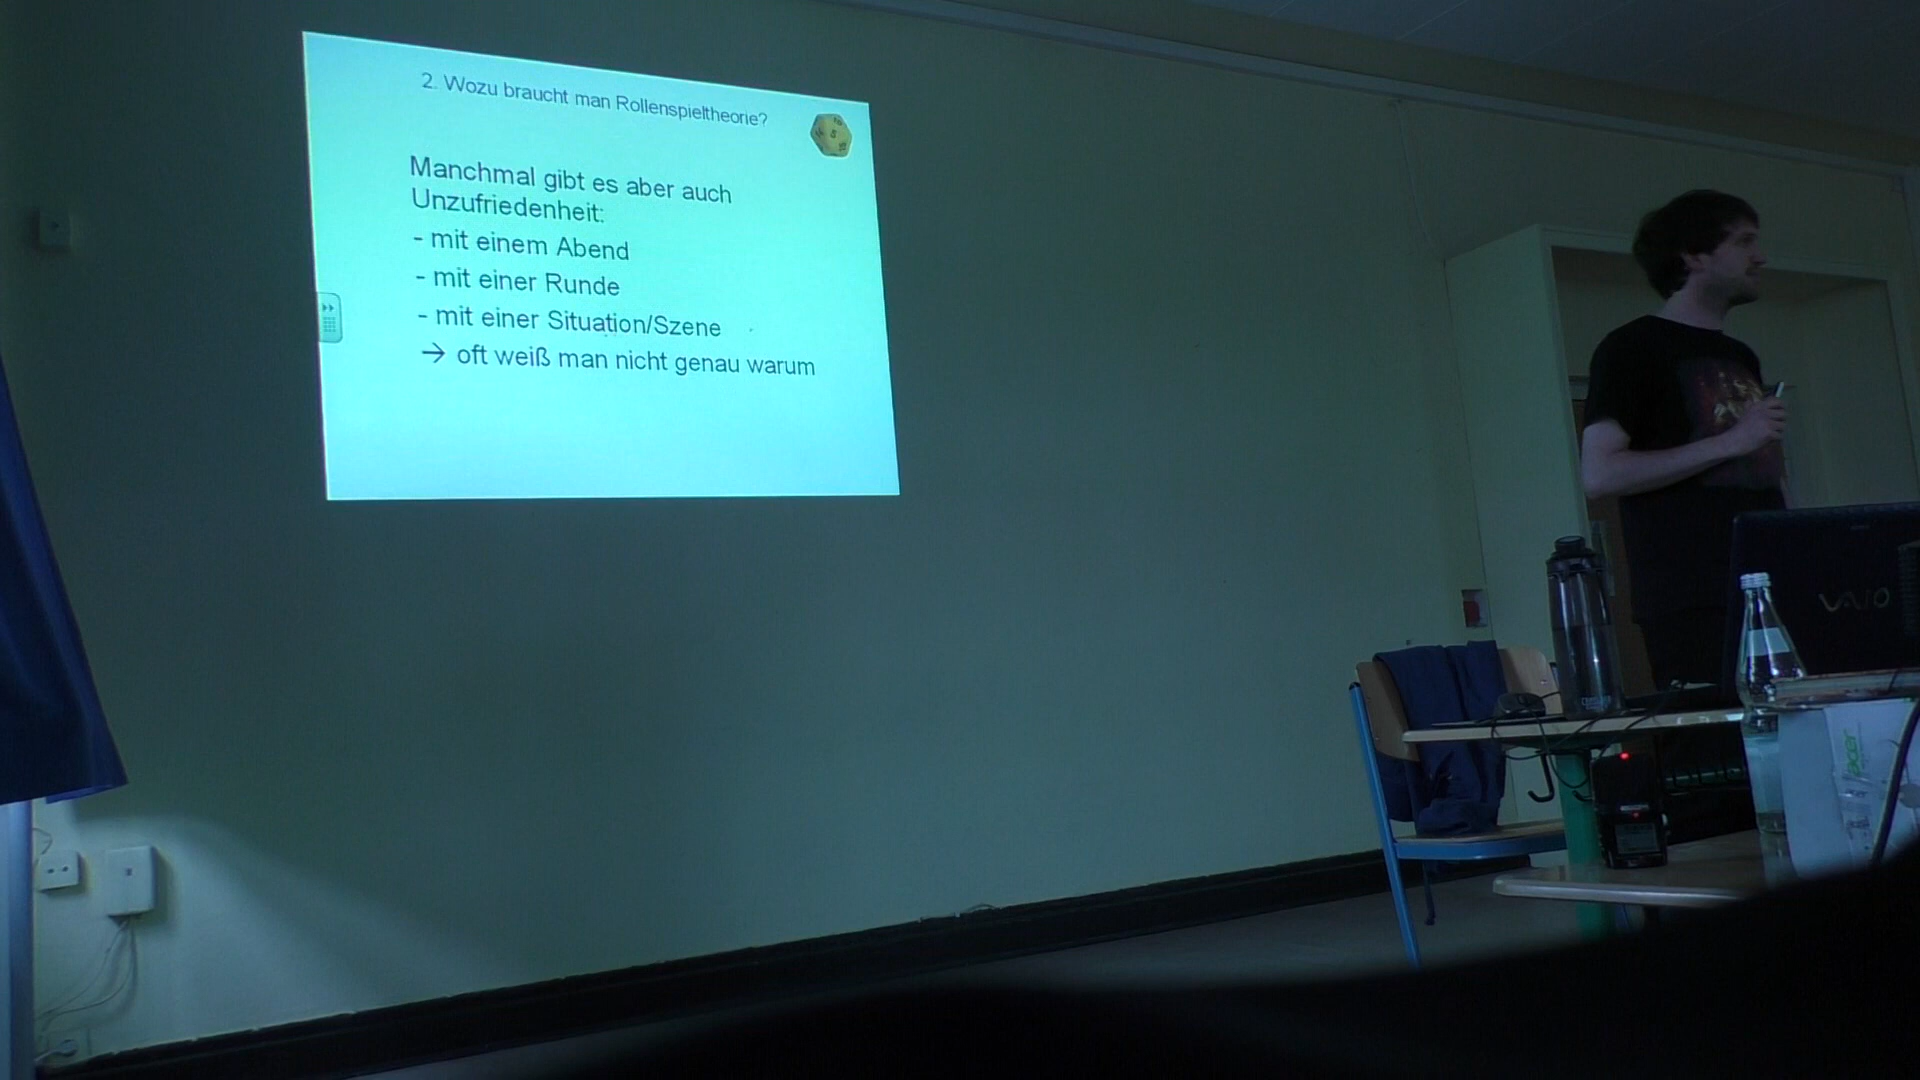 2. Wozu braucht man Rollenspieltheorie?
Manchmal gibt es aber auch
Unzufriedenheit:
- mit einem Abend
- mit einer Runde
- mit einer Situation/Szene
→ oft weiß man nicht genau warum
VAIO
acer